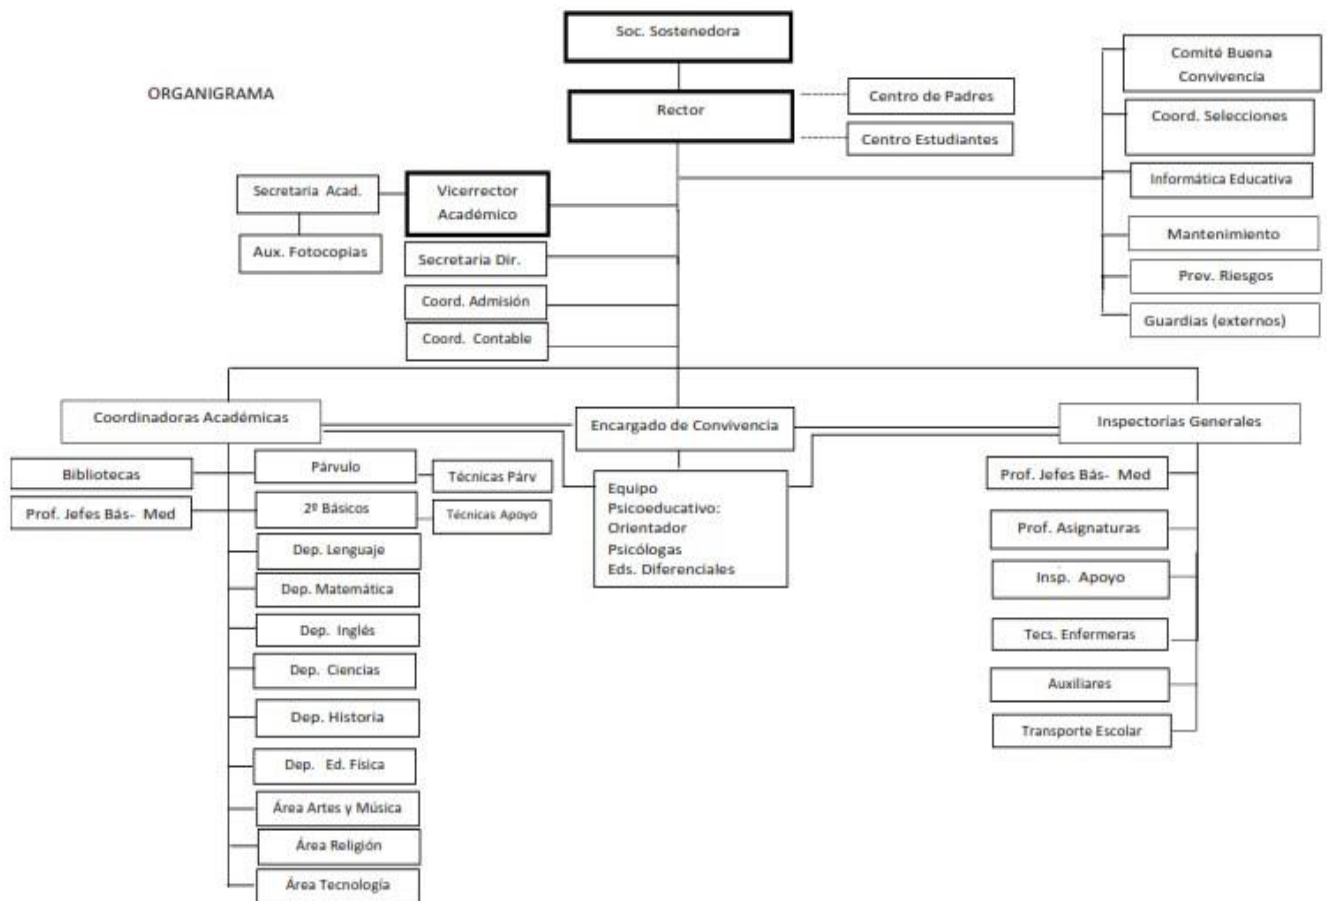 Soc. Sostenedora
ORGANIGRAMA
Rector
Centro de Padres
Centro Estudiantes
Comité Buena
Convivencia
Coord. Selecciones
Informática Educativa
Mantenimiento
Prev. Riesgos
Guardias (externos)
Secretaria Acad.
Aux. Fotocopias
Vicerrector
Académico
Secretaria Dir.
Coord. Admisión
Coord. Contable
Coordinadoras Académicas
Encargado de Convivencia
Inspectorías Generales
Bibliotecas
Prof. Jefes Bás- Med
Párvulo
Técnicas Párv
2º Básicos
Técnicas Apoyo
Dep. Lenguaje
Dep. Matemática
Dep. Inglés
Dep. Ciencias
Dep. Historia
Dep. Ed. Física
Área Artes y Música
Área Religión
Área Tecnología
Equipo
Psicoeducativo:
Orientador
Psicólogas
Eds. Diferenciales
Prof. Jefes Bás- Med
Prof. Asignaturas
Insp. Apoyo
Tecs. Enfermeras
Auxiliares
Transporte Escolar